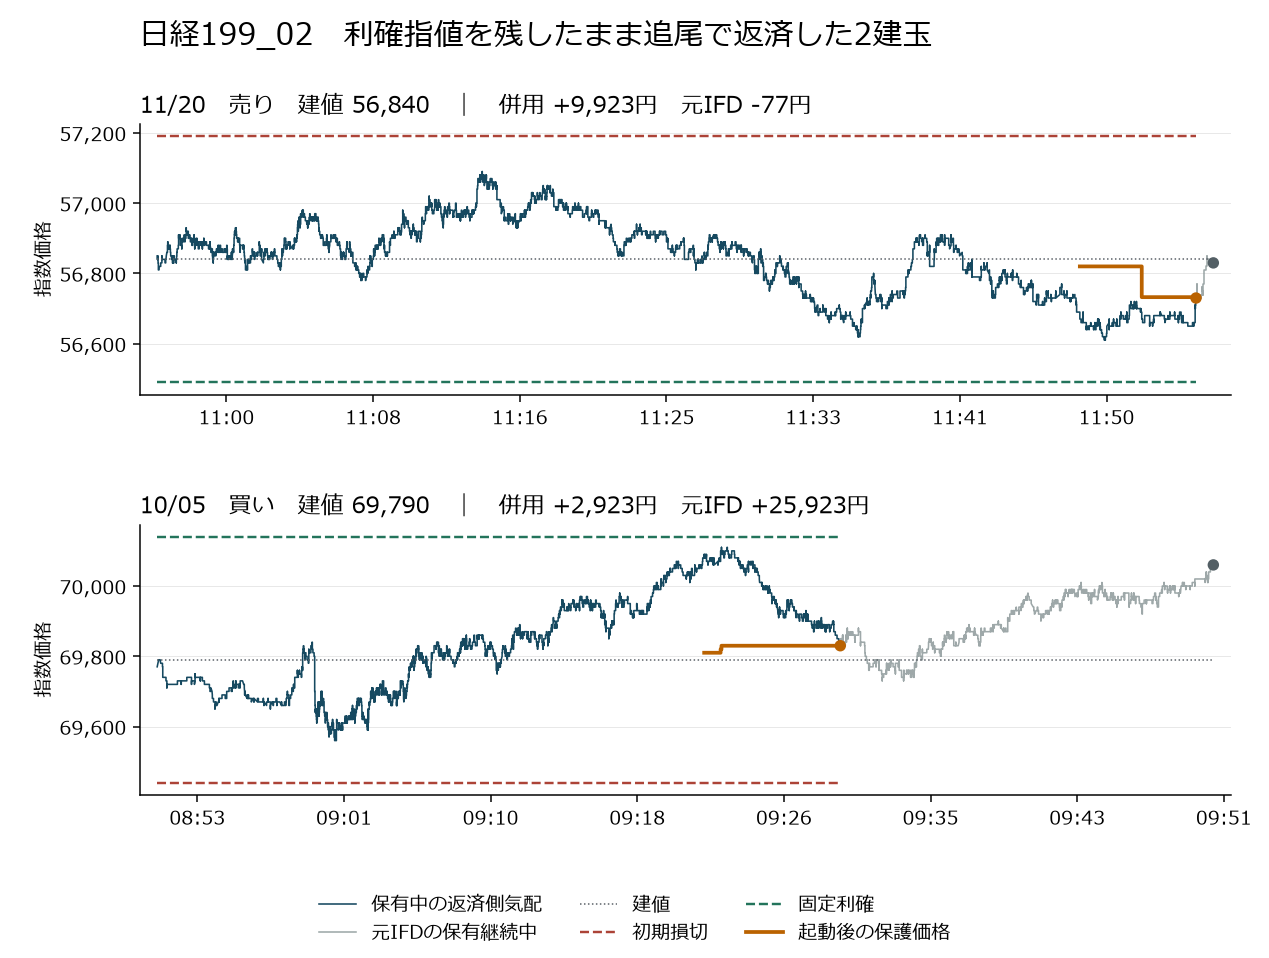 日経199_02　利確指値を残したまま追尾で返済した2建玉
11/20　売り　建値 56,840　｜　併用 +9,923円　元IFD -77円
指数価格
57,200
57,000
56,800
56,600
11:00 11:08 11:16 11:25 11:33 11:41 11:50
10/05　買い　建値 69,790　｜　併用 +2,923円　元IFD +25,923円
指数価格
70,000
69,800
69,600
08:53 09:01 09:10 09:18 09:26 09:35 09:43 09:51
保有中の返済側気配 建値 固定利確
元IFDの保有継続中 初期損切 起動後の保護価格